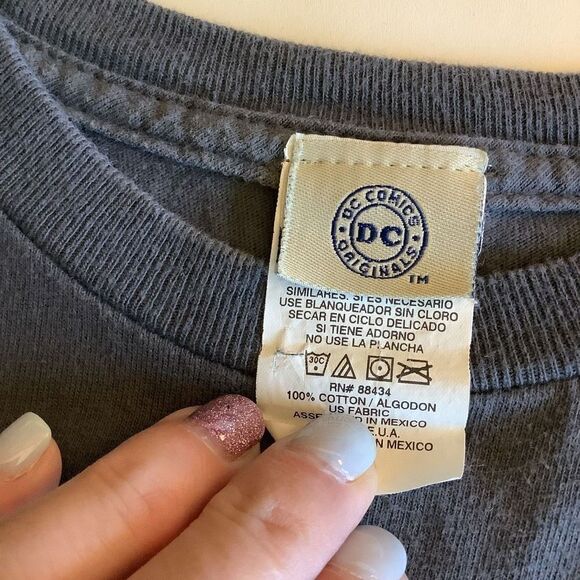 DC COMICS
DC
ORIGINALS
TM
SIMILARES. SI ES NECESARIO
USE BLANQUEADOR SIN CLORO
SECAR EN CICLO DELICADO
SI TIENE ADORNO
NO USE LA PLANCHA
30C
RN# 88434
100% COTTON / ALGODON
US FABRIC
IN MEXICO
U.A.
IN MEXICO